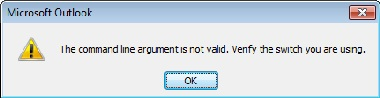 Microsoft Outlook
The command line argument is not valid. Verify the switch you are using.
OK